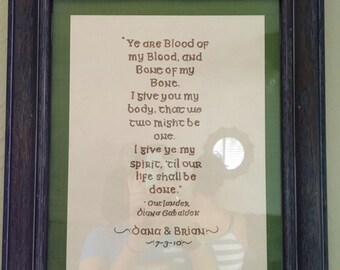 "Ye are Blood of
my Blood, and
Bone of my
Bone.
I give you my
body, that we
two might be
one.
I give ye my
spirit, 'til our
life shall be
done."
- Outlander
Diana Gabaldon
Dana & Brian
~7-3-10~